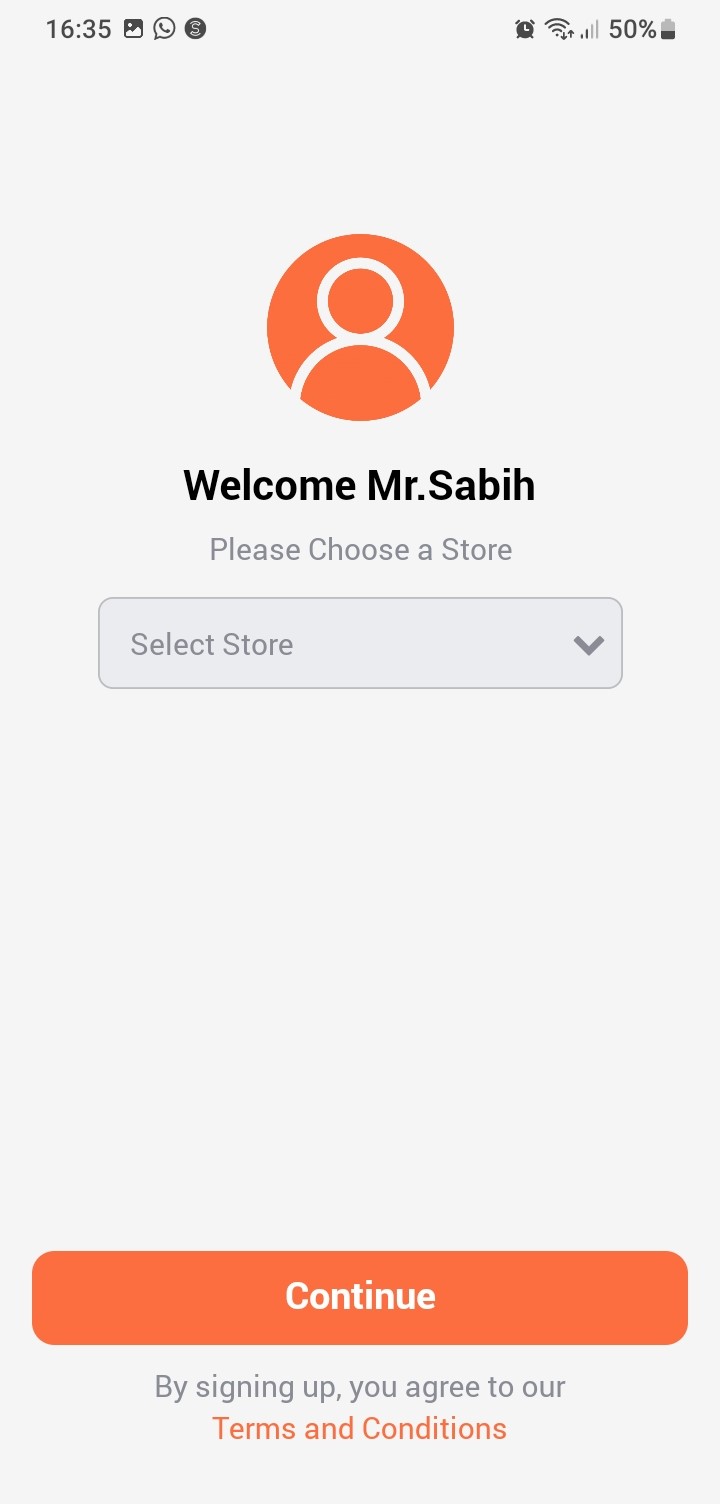 16:35
50%
Welcome Mr.Sabih
Please Choose a Store
Select Store
Continue
By signing up, you agree to our
Terms and Conditions